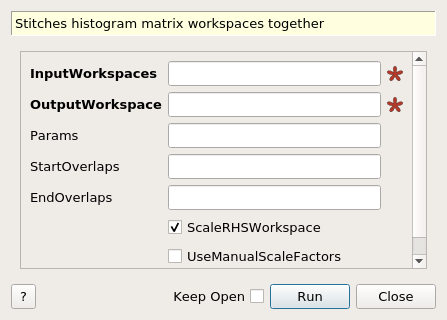 Stitches histogram matrix workspaces together
InputWorkspaces
OutputWorkspace
Params
StartOverlaps
EndOverlaps
ScaleRHSWorkspace
UseManualScaleFactors
? Keep Open Run Close